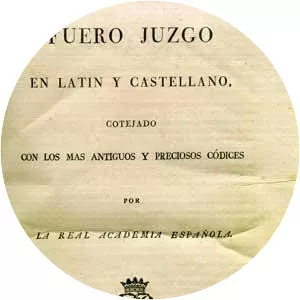 FUERO JUZGO
EN LATIN Y CASTELLANO,
COTEJADO
CON LOS MAS ANTIGUOS Y PRECIOSOS CÓDICES
POR
LA REAL ACADEMIA ESPAÑOLA.